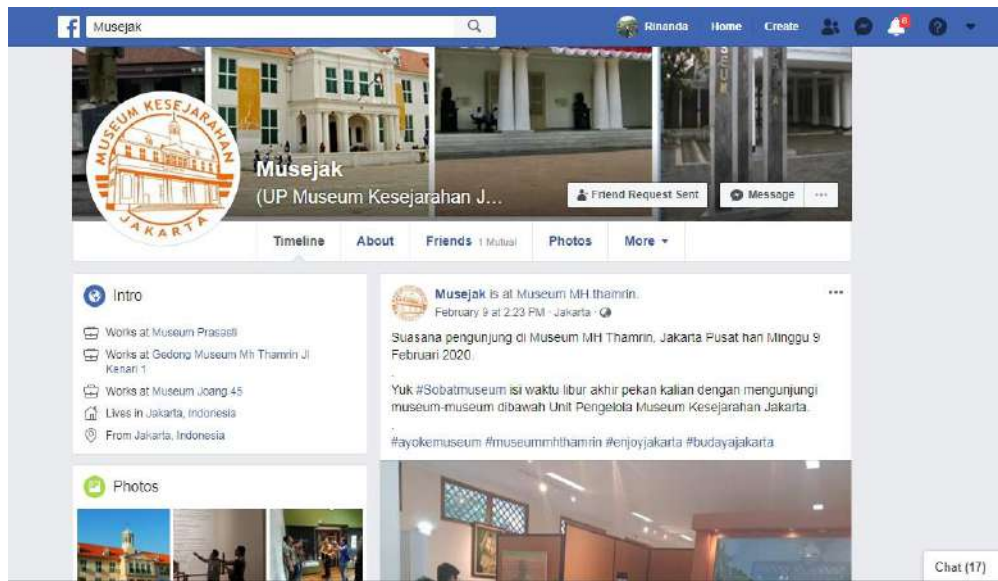 Musejak
Rinanda Home Create 6
MUSEUM KESEJARAHAN
JAKARTA
Musejak
(UP Museum Kesejarahan J...
Friend Request Sent
Message
Timeline About Friends 1 Mutual Photos More
Intro
Works at Museum Prasasti
Works at Gedong Museum Mh Thamrin Jl
Kenari 1
Works at Museum Joang 45
Lives in Jakarta, Indonesia
From Jakarta, Indonesia
Photos
Musejak is at Museum MH.thamrin.
February 9 at 2:23 PM · Jakarta ·
Suasana pengunjung di Museum MH Thamrin, Jakarta Pusat hari Minggu 9
Februari 2020.
.
Yuk #Sobatmuseum isi waktu libur akhir pekan kalian dengan mengunjungi
museum-museum dibawah Unit Pengelola Museum Kesejarahan Jakarta.
.
#ayokemuseum #museummhthamrin #enjoyjakarta #budayajakarta
Chat (17)